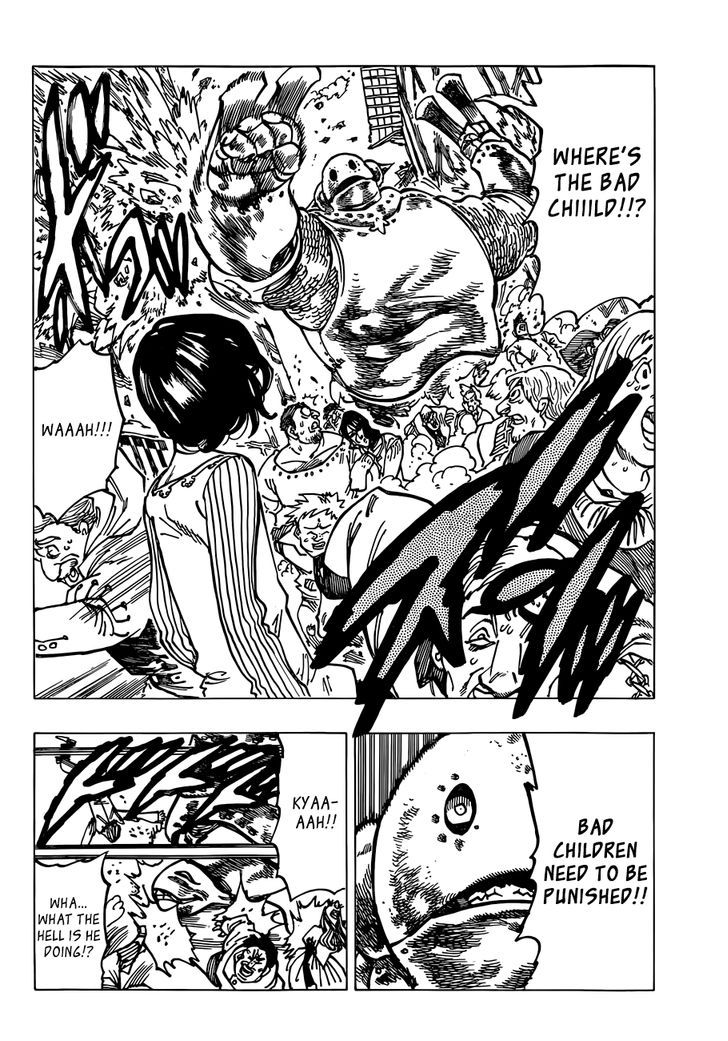 WHERE'S
THE BAD
CHIIILD!!?
WAAAH!!!
BAD
CHILDREN
NEED TO BE
PUNISHED!!
KYAA-
AAH!!
WHA...
WHAT THE
HELL IS HE
DOING!?